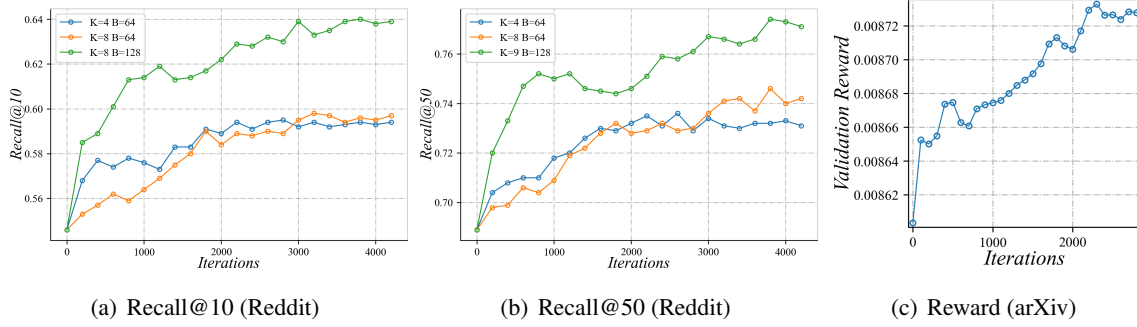 0.64
0.62
0.60
0.58
0.56
Recall@10
K=4 B=64
K=8 B=64
K=8 B=128
0 1000 2000 3000 4000
Iterations
(a) Recall@10 (Reddit)
0.76
0.74
0.72
0.70
Recall@50
K=4 B=64
K=8 B=64
K=9 B=128
0 1000 2000 3000 4000
Iterations
(b) Recall@50 (Reddit)
0.00872
0.00870
0.00868
0.00866
0.00864
0.00862
Validation Reward
0 1000 2000
Iterations
(c) Reward (arXiv)